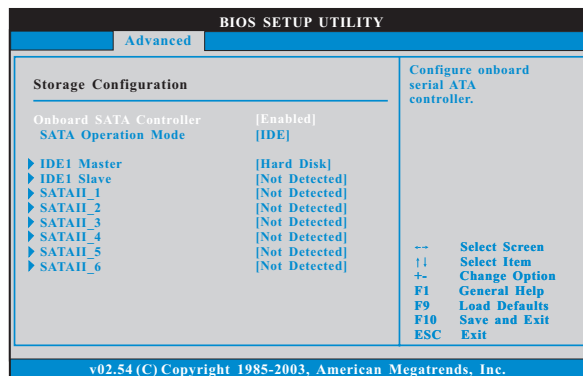 BIOS SETUP UTILITY
Advanced
Storage Configuration
Onboard SATA Controller [Enabled]
SATA Operation Mode [IDE]
IDE1 Master [Hard Disk]
IDE1 Slave [Not Detected]
SATAII_1 [Not Detected]
SATAII_2 [Not Detected]
SATAII_3 [Not Detected]
SATAII_4 [Not Detected]
SATAII_5 [Not Detected]
SATAII_6 [Not Detected]
Configure onboard
serial ATA
controller.
←→ Select Screen
↑↓ Select Item
+- Change Option
F1 General Help
F9 Load Defaults
F10 Save and Exit
ESC Exit
v02.54 (C) Copyright 1985-2003, American Megatrends, Inc.